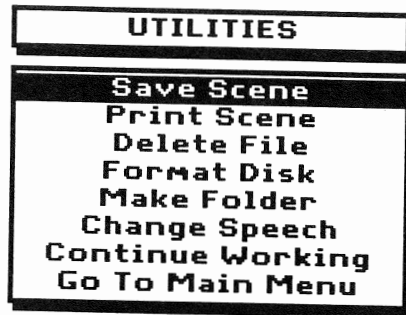 UTILITIES
Save Scene
Print Scene
Delete File
Format Disk
Make Folder
Change Speech
Continue Working
Go To Main Menu